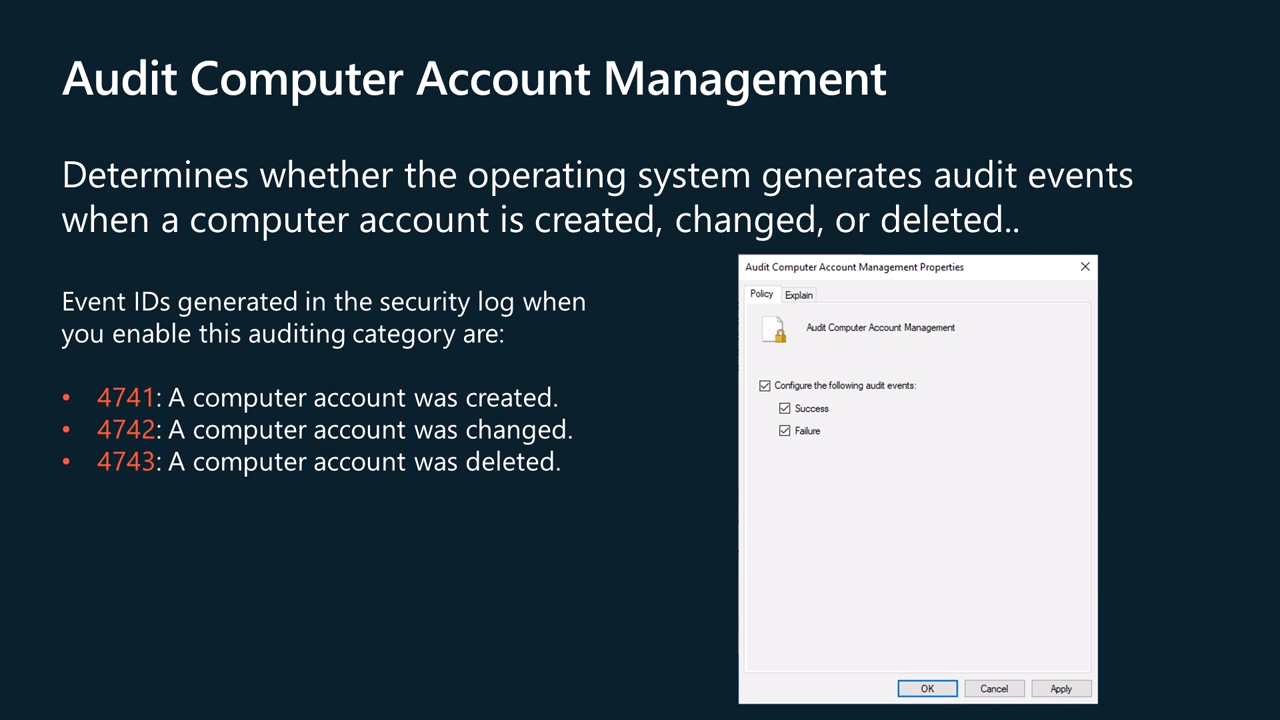 Audit Computer Account Management
Determines whether the operating system generates audit events
when a computer account is created, changed, or deleted..
Event IDs generated in the security log when
you enable this auditing category are:
• 4741: A computer account was created.
• 4742: A computer account was changed.
• 4743: A computer account was deleted.
Audit Computer Account Management Properties
Policy Explain
Audit Computer Account Management
Configure the following audit events:
Success
Failure
OK Cancel Apply